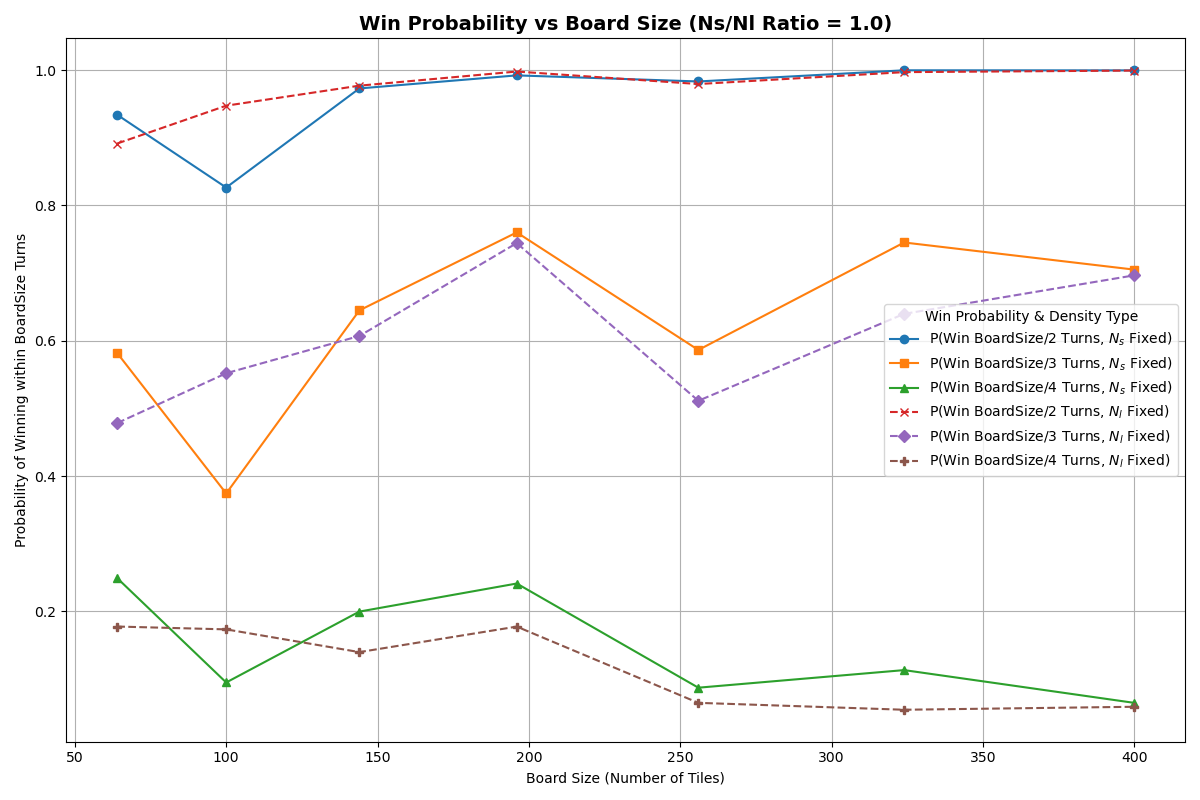 Win Probability vs Board Size (Ns/Nl Ratio = 1.0)
Probability of Winning within BoardSize Turns
1.0
0.8
0.6
0.4
0.2
Win Probability & Density Type
P(Win BoardSize/2 Turns, Nₛ Fixed)
P(Win BoardSize/3 Turns, Nₛ Fixed)
P(Win BoardSize/4 Turns, Nₛ Fixed)
P(Win BoardSize/2 Turns, Nₗ Fixed)
P(Win BoardSize/3 Turns, Nₗ Fixed)
P(Win BoardSize/4 Turns, Nₗ Fixed)
50 100 150 200 250 300 350 400
Board Size (Number of Tiles)